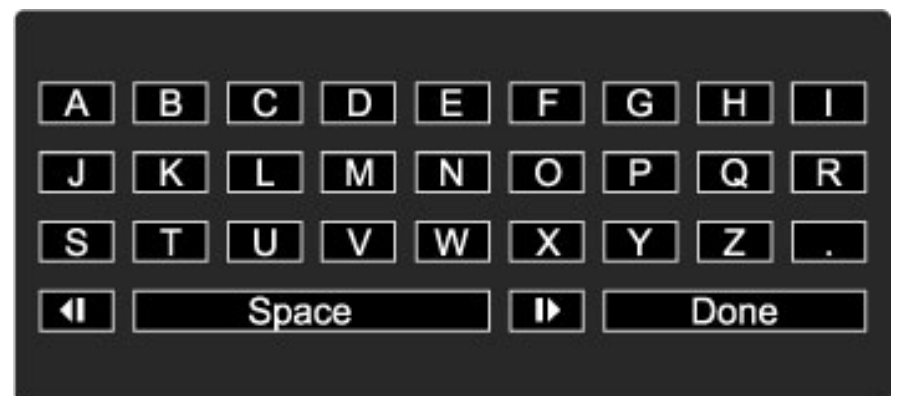 A B C D E F G H I
J K L M N O P Q R
S T U V W X Y Z .
Space Done